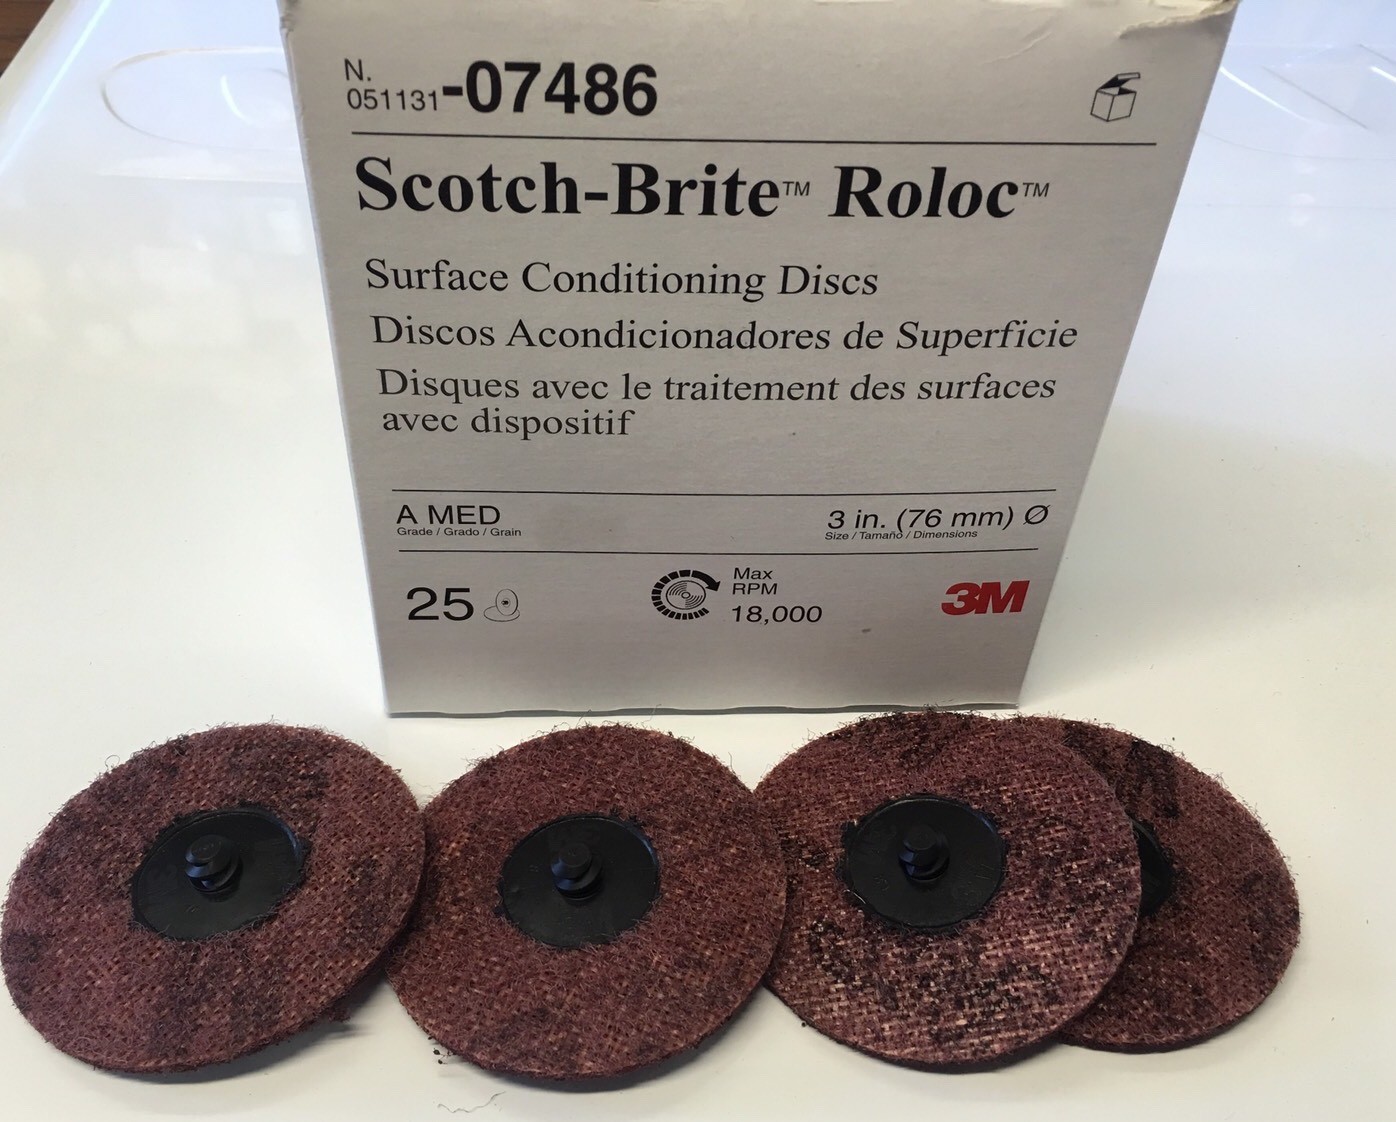 N.
051131-07486
Scotch-Brite™ Roloc™
Surface Conditioning Discs
Discos Acondicionadores de Superficie
Disques avec le traitement des surfaces
avec dispositif
A MED
Grade / Grado / Grain
3 in. (76 mm) Ø
Size / Tamaño / Dimensions
25
Max
RPM
18,000
3M